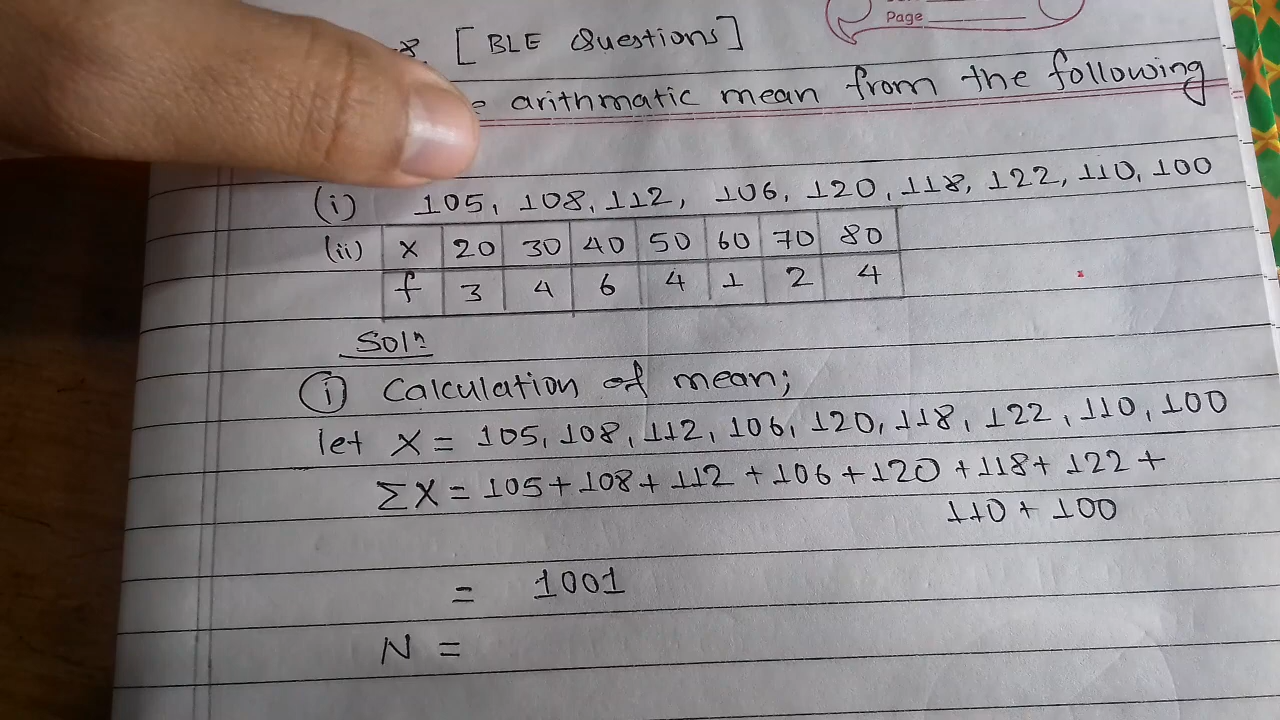 Page
8. [BLE Questions]
arithmatic mean from the following
(i) 105, 108, 112, 106, 120, 118, 122, 110, 100
(ii) X 20 30 40 50 60 70 80
f 3 4 6 4 1 2 4
Solⁿ
(i) Calculation of mean;
let X = 105, 108, 112, 106, 120, 118, 122, 110, 100
ΣX = 105 + 108 + 112 + 106 + 120 + 118 + 122 +
110 + 100
= 1001
N =